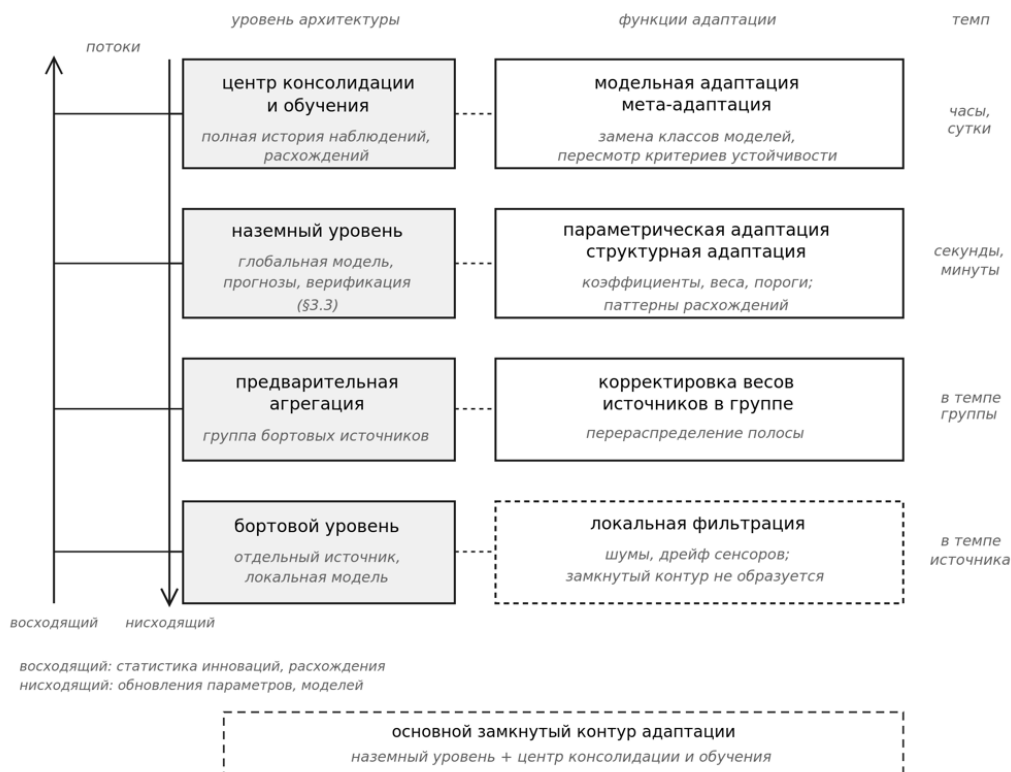 уровень архитектуры
функции адаптации
темп
потоки
центр консолидации
и обучения
полная история наблюдений,
расхождений
модельная адаптация
мета-адаптация
замена классов моделей,
пересмотр критериев устойчивости
часы,
сутки
наземный уровень
глобальная модель,
прогнозы, верификация
(§3.3)
параметрическая адаптация
структурная адаптация
коэффициенты, веса, пороги;
паттерны расхождений
секунды,
минуты
предварительная
агрегация
группа бортовых источников
корректировка весов
источников в группе
перераспределение полосы
в темпе
группы
бортовой уровень
отдельный источник,
локальная модель
локальная фильтрация
шумы, дрейф сенсоров;
замкнутый контур не образуется
в темпе
источника
восходящий
нисходящий
восходящий: статистика инноваций, расхождения
нисходящий: обновления параметров, моделей
основной замкнутый контур адаптации
наземный уровень + центр консолидации и обучения